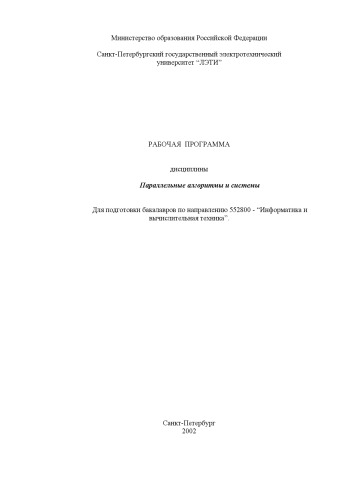 Министерство образования Российской Федерации
Санкт-Петербургский государственный электротехнический
университет “ЛЭТИ”
РАБОЧАЯ ПРОГРАММА
дисциплины
Параллельные алгоритмы и системы
Для подготовки бакалавров по направлению 552800 - “Информатика и
вычислительная техника”.
Санкт-Петербург
2002